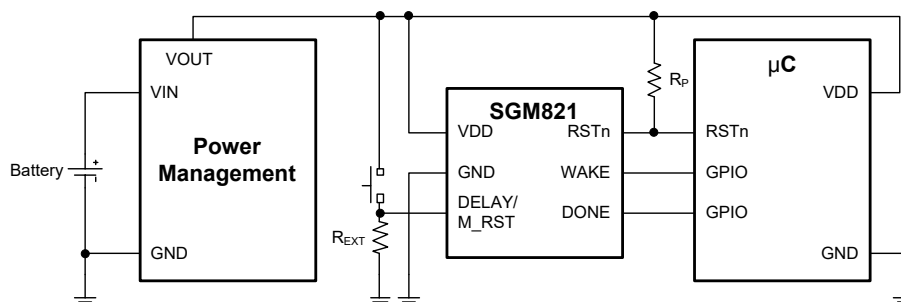 VOUT
VIN
Power
Management
GND
Battery
+
-
SGM821
VDD
GND
DELAY/
M_RST
RSTn
WAKE
DONE
REXT
RP
µC
VDD
RSTn
GPIO
GPIO
GND